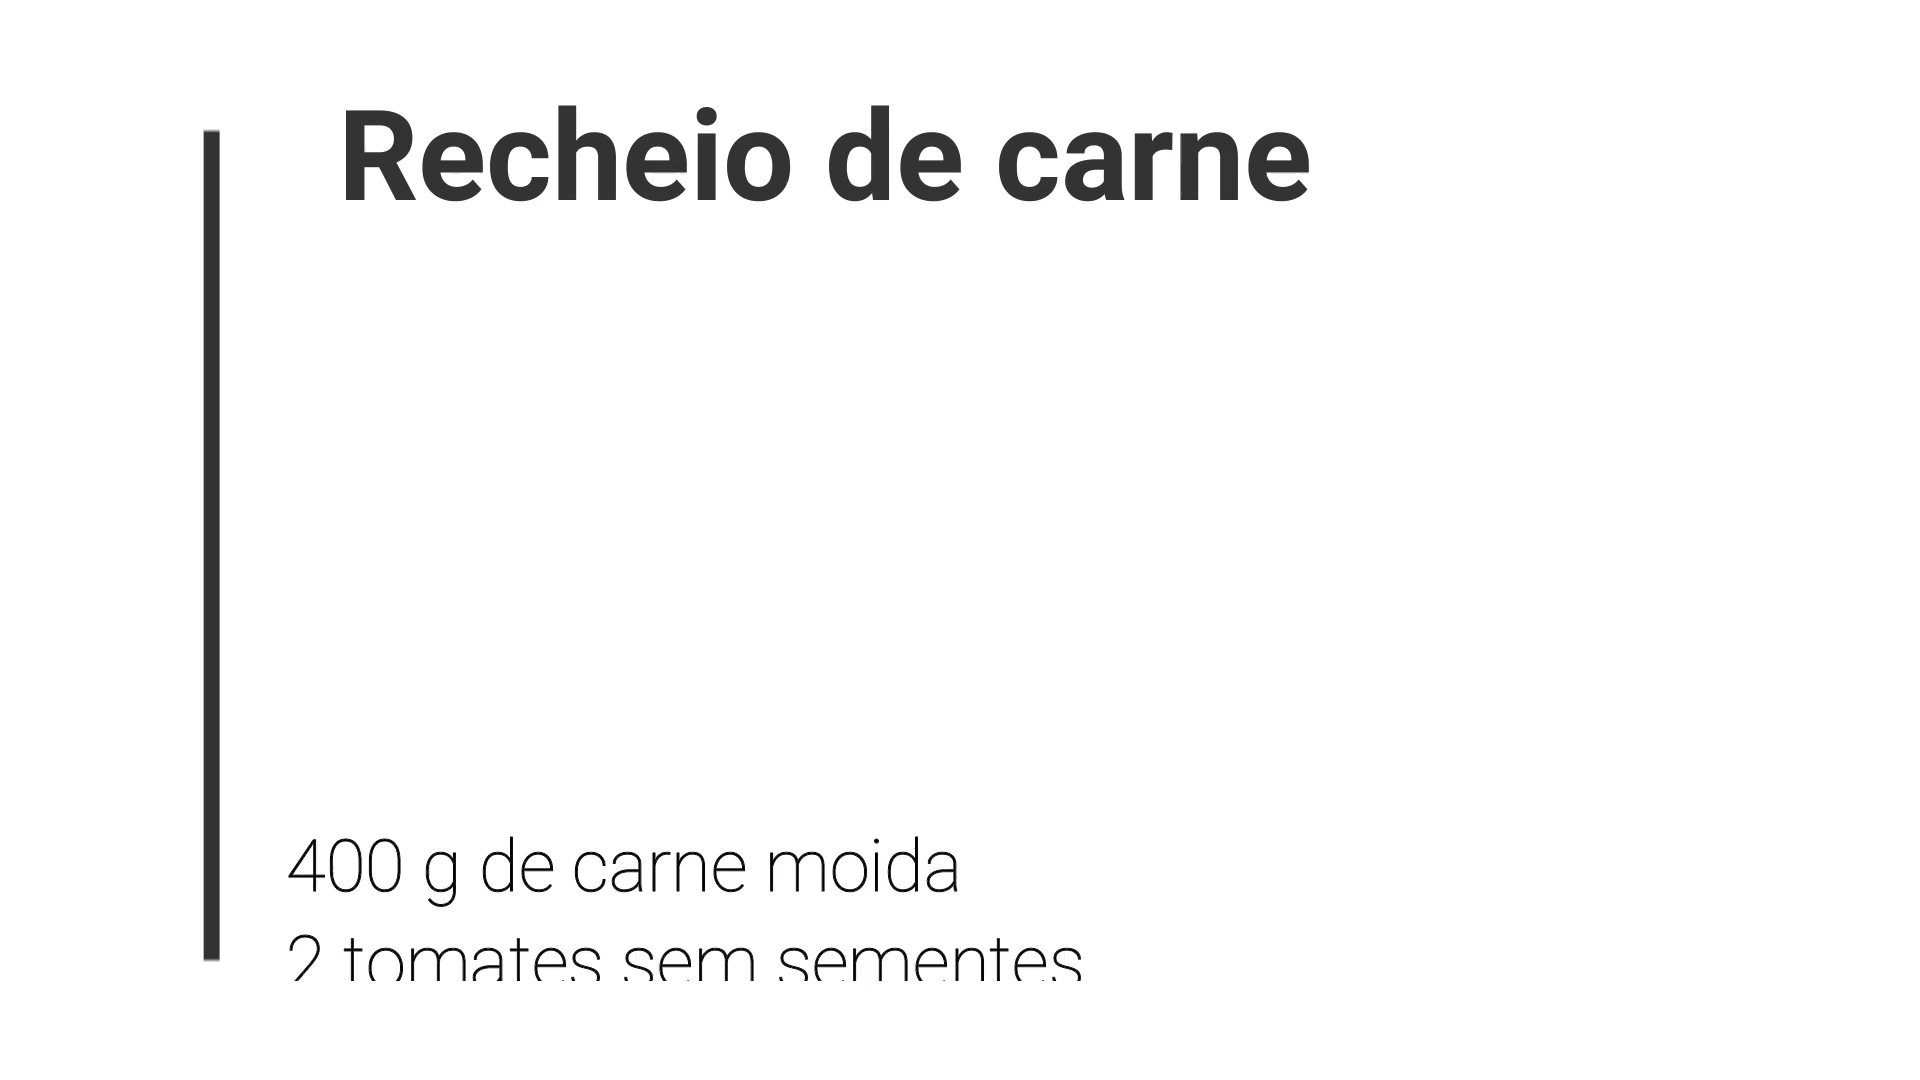 Recheio de carne
400 g de carne moida
2 tomates sem sementes